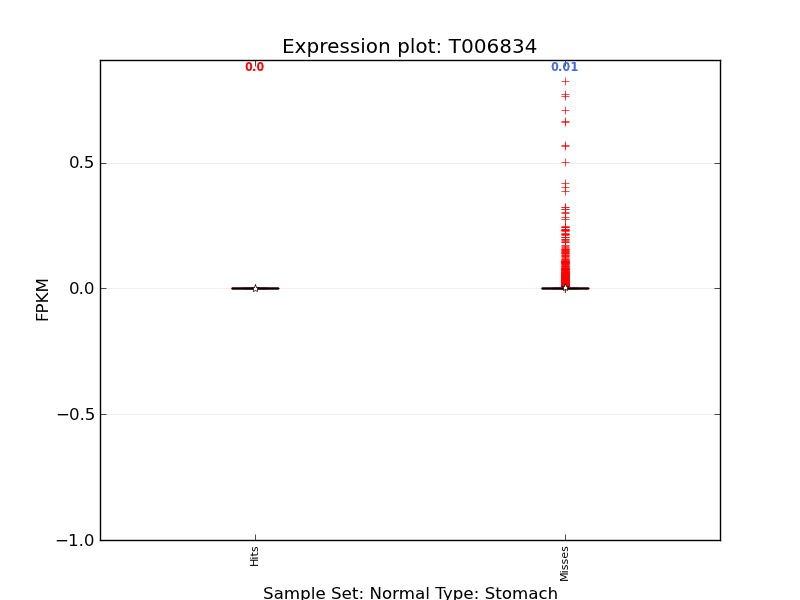 Expression plot: T006834
0.0
0.01
0.5
0.0
−0.5
−1.0
FPKM
Hits
Misses
Sample Set: Normal Type: Stomach